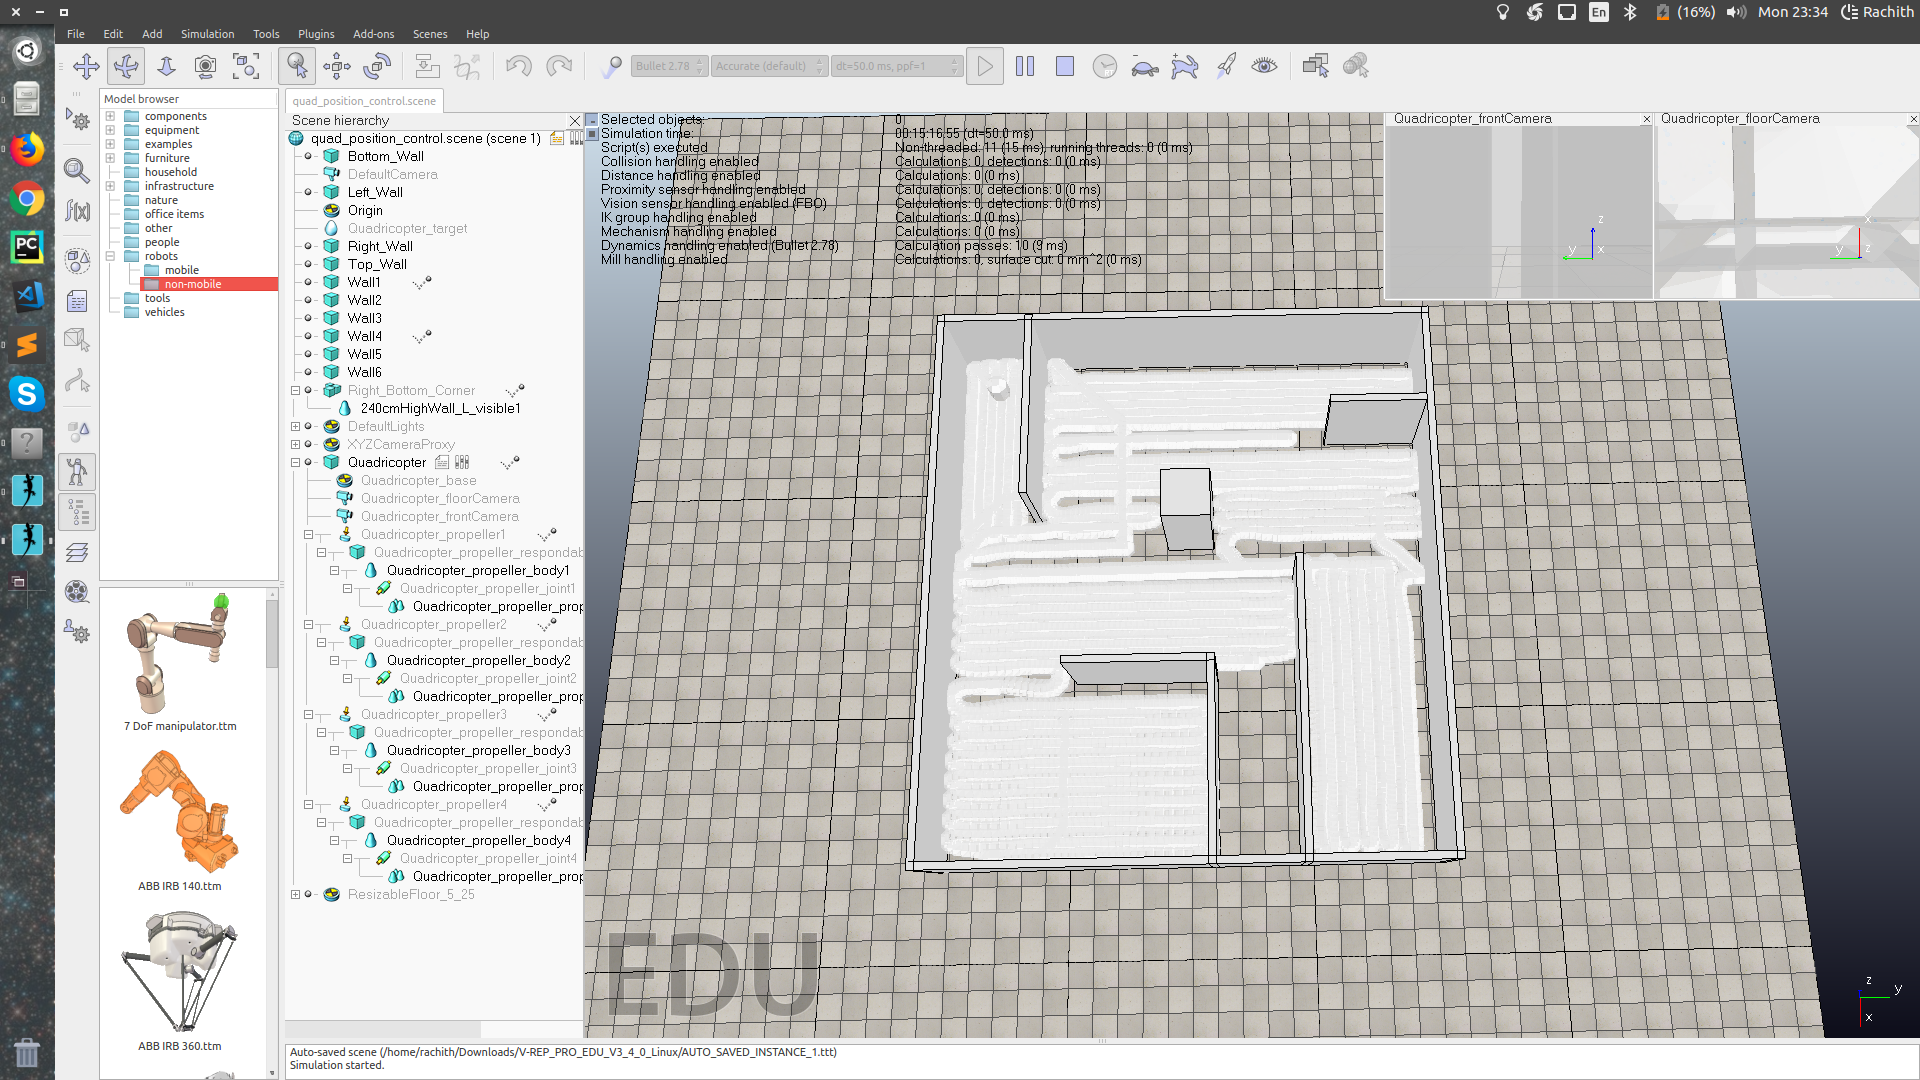 En
(16%)
Mon 23:34
Rachith
File Edit Add Simulation Tools Plugins Add-ons Scenes Help
Bullet 2.78
Accurate (default)
dt=50.0 ms, ppf=1
Model browser
components
equipment
examples
furniture
household
infrastructure
nature
office items
other
people
robots
mobile
non-mobile
tools
vehicles
7 DoF manipulator.ttm
ABB IRB 140.ttm
ABB IRB 360.ttm
quad_position_control.scene
Scene hierarchy
quad_position_control.scene (scene 1)
Bottom_Wall
DefaultCamera
Left_Wall
Origin
Quadricopter_target
Right_Wall
Top_Wall
Wall1
Wall2
Wall3
Wall4
Wall5
Wall6
Right_Bottom_Corner
240cmHighWall_L_visible1
DefaultLights
XYZCameraProxy
Quadricopter
Quadricopter_base
Quadricopter_floorCamera
Quadricopter_frontCamera
Quadricopter_propeller1
Quadricopter_propeller_respondab
Quadricopter_propeller_body1
Quadricopter_propeller_joint1
Quadricopter_propeller_prop
Quadricopter_propeller2
Quadricopter_propeller_respondab
Quadricopter_propeller_body2
Quadricopter_propeller_joint2
Quadricopter_propeller_prop
Quadricopter_propeller3
Quadricopter_propeller_respondab
Quadricopter_propeller_body3
Quadricopter_propeller_joint3
Quadricopter_propeller_prop
Quadricopter_propeller4
Quadricopter_propeller_respondab
Quadricopter_propeller_body4
Quadricopter_propeller_joint4
Quadricopter_propeller_prop
ResizableFloor_5_25
Selected objects: 0
Simulation time: 00:15:16.55 (dt=50.0 ms)
Script(s) executed Non-threaded: 11 (15 ms), running threads: 0 (0 ms)
Collision handling enabled Calculations: 0, detections: 0 (0 ms)
Distance handling enabled Calculations: 0 (0 ms)
Proximity sensor handling enabled Calculations: 0, detections: 0 (0 ms)
Vision sensor handling enabled (FBO) Calculations: 0, detections: 0 (0 ms)
IK group handling enabled Calculations: 0 (0 ms)
Mechanism handling enabled Calculations: 0 (0 ms)
Dynamics handling enabled (Bullet 2.78) Calculation passes: 10 (9 ms)
Mill handling enabled Calculations: 0, surface cut: 0 mm^2 (0 ms)
Quadricopter_frontCamera
z
y x
Quadricopter_floorCamera
x
y z
EDU
z
y
x
Auto-saved scene (/home/rachith/Downloads/V-REP_PRO_EDU_V3_4_0_Linux/AUTO_SAVED_INSTANCE_1.ttt)
Simulation started.